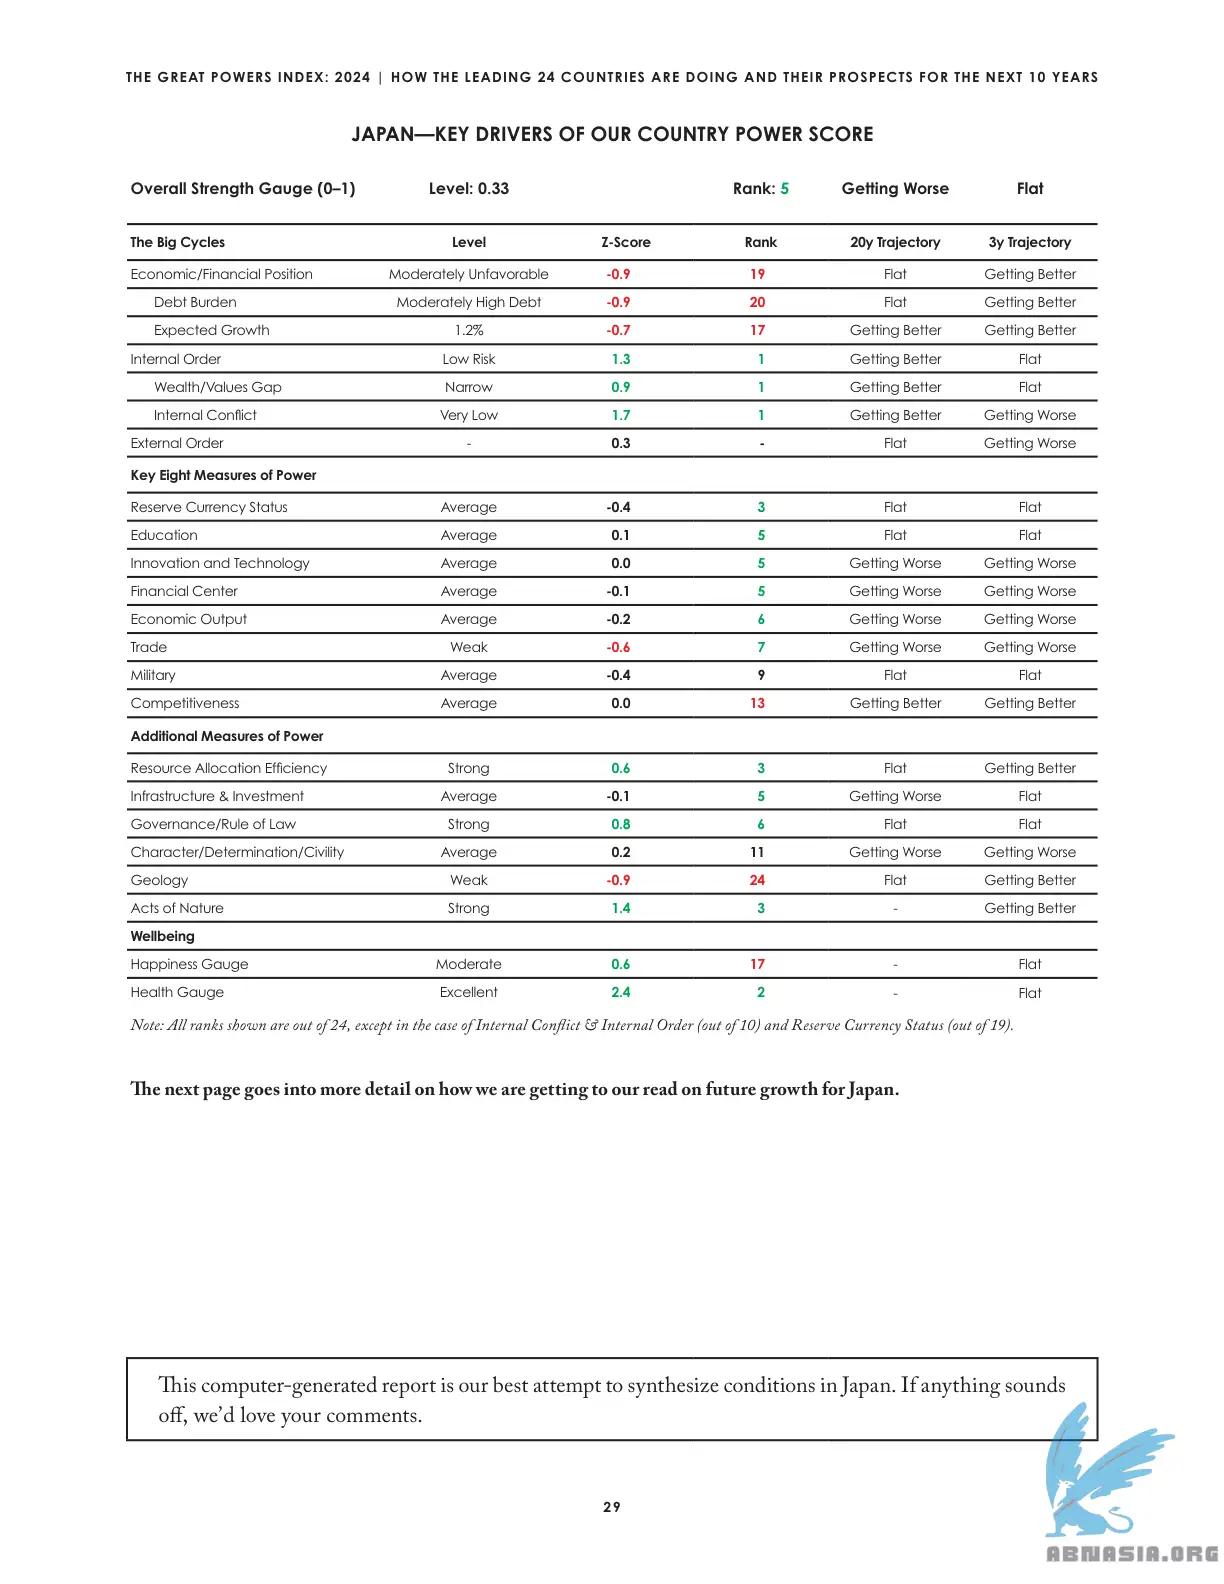 THE GREAT POWERS INDEX: 2024 | HOW THE LEADING 24 COUNTRIES ARE DOING AND THEIR PROSPECTS FOR THE NEXT 10 YEARS
JAPAN—KEY DRIVERS OF OUR COUNTRY POWER SCORE
Overall Strength Gauge (0–1) Level: 0.33 Rank: 5 Getting Worse Flat
The Big Cycles Level Z-Score Rank 20y Trajectory 3y Trajectory
Economic/Financial Position Moderately Unfavorable -0.9 19 Flat Getting Better
Debt Burden Moderately High Debt -0.9 20 Flat Getting Better
Expected Growth 1.2% -0.7 17 Getting Better Getting Better
Internal Order Low Risk 1.3 1 Getting Better Flat
Wealth/Values Gap Narrow 0.9 1 Getting Better Flat
Internal Conflict Very Low 1.7 1 Getting Better Getting Worse
External Order - 0.3 - Flat Getting Worse
Key Eight Measures of Power
Reserve Currency Status Average -0.4 3 Flat Flat
Education Average 0.1 5 Flat Flat
Innovation and Technology Average 0.0 5 Getting Worse Getting Worse
Financial Center Average -0.1 5 Getting Worse Getting Worse
Economic Output Average -0.2 6 Getting Worse Getting Worse
Trade Weak -0.6 7 Getting Worse Getting Worse
Military Average -0.4 9 Flat Flat
Competitiveness Average 0.0 13 Getting Better Getting Better
Additional Measures of Power
Resource Allocation Efficiency Strong 0.6 3 Flat Getting Better
Infrastructure & Investment Average -0.1 5 Getting Worse Flat
Governance/Rule of Law Strong 0.8 6 Flat Flat
Character/Determination/Civility Average 0.2 11 Getting Worse Getting Worse
Geology Weak -0.9 24 Flat Getting Better
Acts of Nature Strong 1.4 3 - Getting Better
Wellbeing
Happiness Gauge Moderate 0.6 17 - Flat
Health Gauge Excellent 2.4 2 - Flat
Note: All ranks shown are out of 24, except in the case of Internal Conflict & Internal Order (out of 10) and Reserve Currency Status (out of 19).
The next page goes into more detail on how we are getting to our read on future growth for Japan.
This computer-generated report is our best attempt to synthesize conditions in Japan. If anything sounds
off, we'd love your comments.
29
ABNASIA.ORG